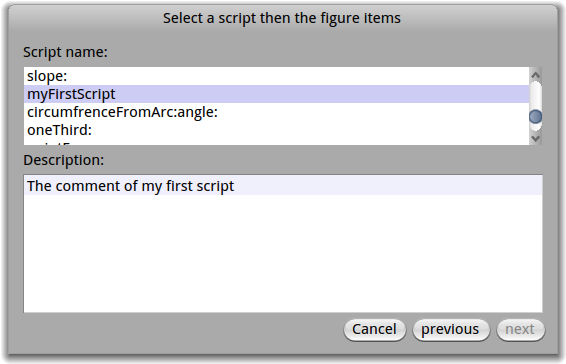 Select a script then the figure items
Script name:
slope:
myFirstScript
circumfrenceFromArc:angle:
oneThird:
Description:
The comment of my first script
Cancel previous next